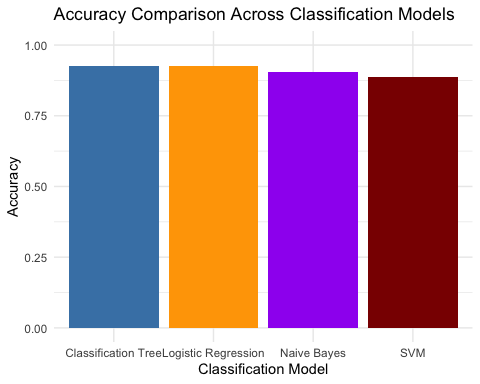 Accuracy Comparison Across Classification Models
1.00
0.75
0.50
0.25
0.00
Accuracy
Classification Tree Logistic Regression Naive Bayes SVM
Classification Model